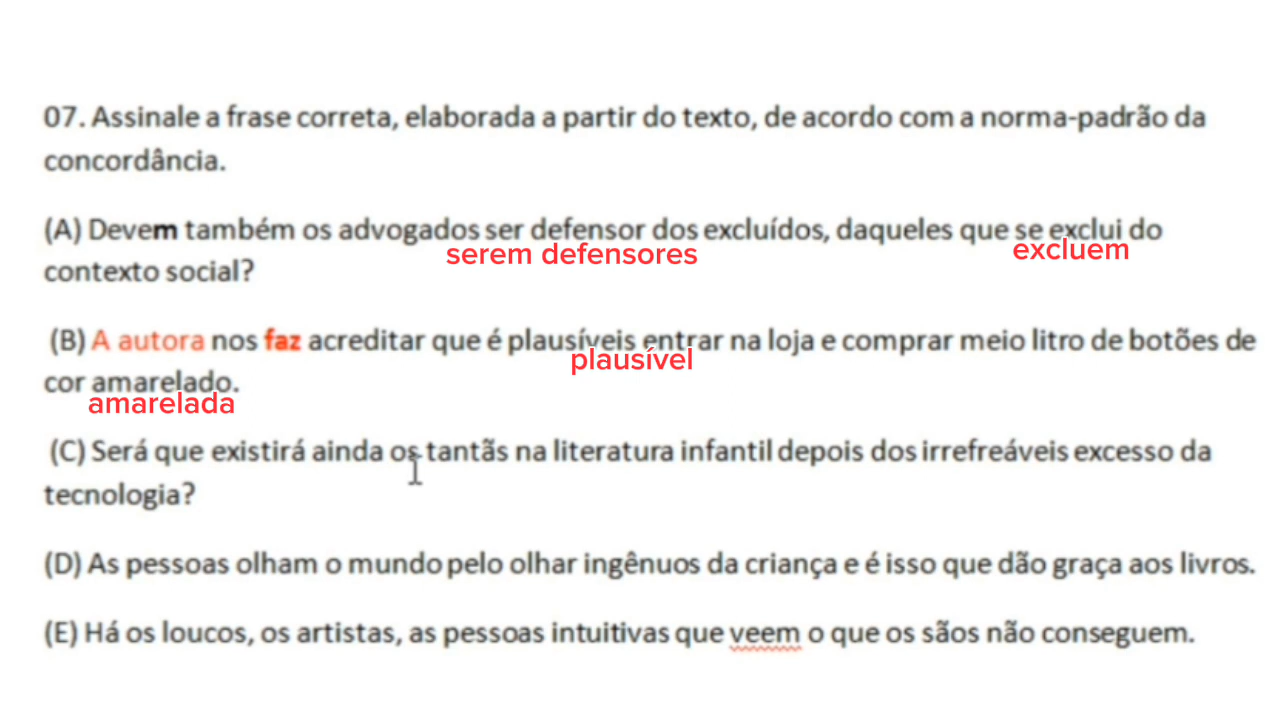 07. Assinale a frase correta, elaborada a partir do texto, de acordo com a norma-padrão da
concordância.
(A) Devem também os advogados ser defensor dos excluídos, daqueles que se exclui do
serem defensores
excluem
contexto social?
(B) A autora nos faz acreditar que é plausíveis entrar na loja e comprar meio litro de botões de
plausível
cor amarelado.
amarelada
(C) Será que existirá ainda os tantãs na literatura infantil depois dos irrefreáveis excesso da
tecnologia?
(D) As pessoas olham o mundo pelo olhar ingênuos da criança e é isso que dão graça aos livros.
(E) Há os loucos, os artistas, as pessoas intuitivas que veem o que os sãos não conseguem.